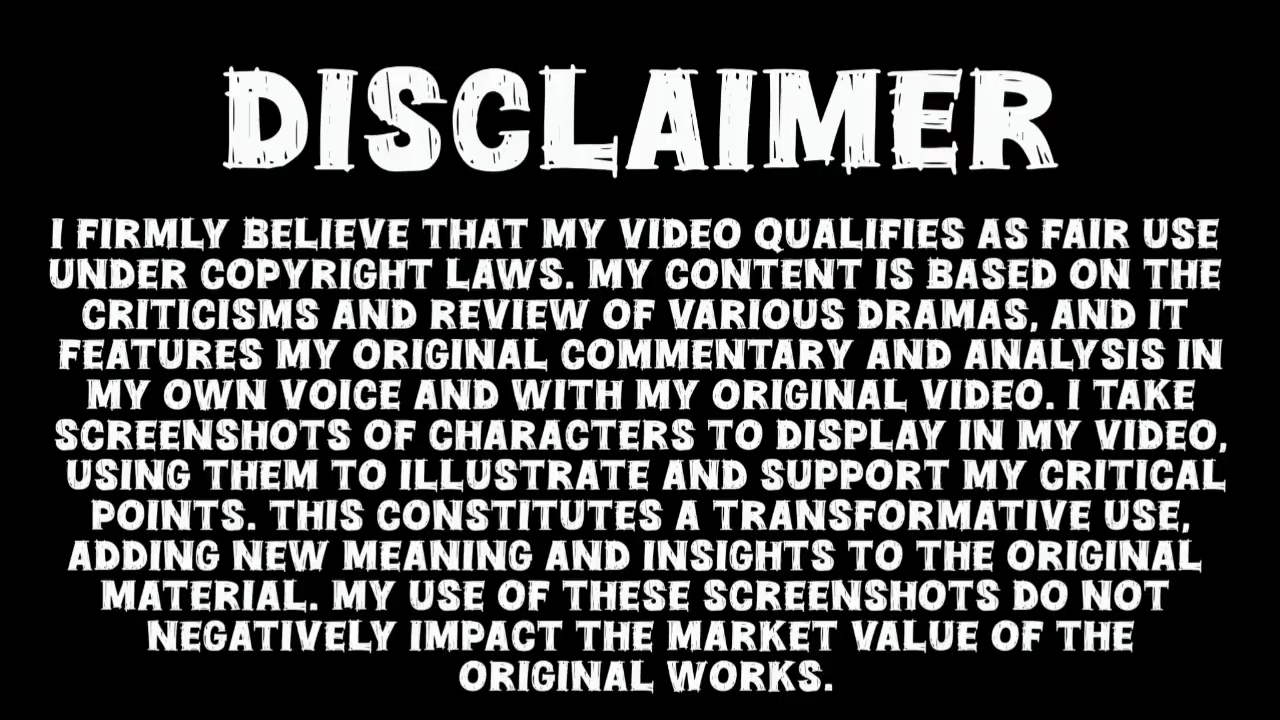 DISCLAIMER
I FIRMLY BELIEVE THAT MY VIDEO QUALIFIES AS FAIR USE
UNDER COPYRIGHT LAWS. MY CONTENT IS BASED ON THE
CRITICISMS AND REVIEW OF VARIOUS DRAMAS, AND IT
FEATURES MY ORIGINAL COMMENTARY AND ANALYSIS IN
MY OWN VOICE AND WITH MY ORIGINAL VIDEO. I TAKE
SCREENSHOTS OF CHARACTERS TO DISPLAY IN MY VIDEO,
USING THEM TO ILLUSTRATE AND SUPPORT MY CRITICAL
POINTS. THIS CONSTITUTES A TRANSFORMATIVE USE,
ADDING NEW MEANING AND INSIGHTS TO THE ORIGINAL
MATERIAL. MY USE OF THESE SCREENSHOTS DO NOT
NEGATIVELY IMPACT THE MARKET VALUE OF THE
ORIGINAL WORKS.